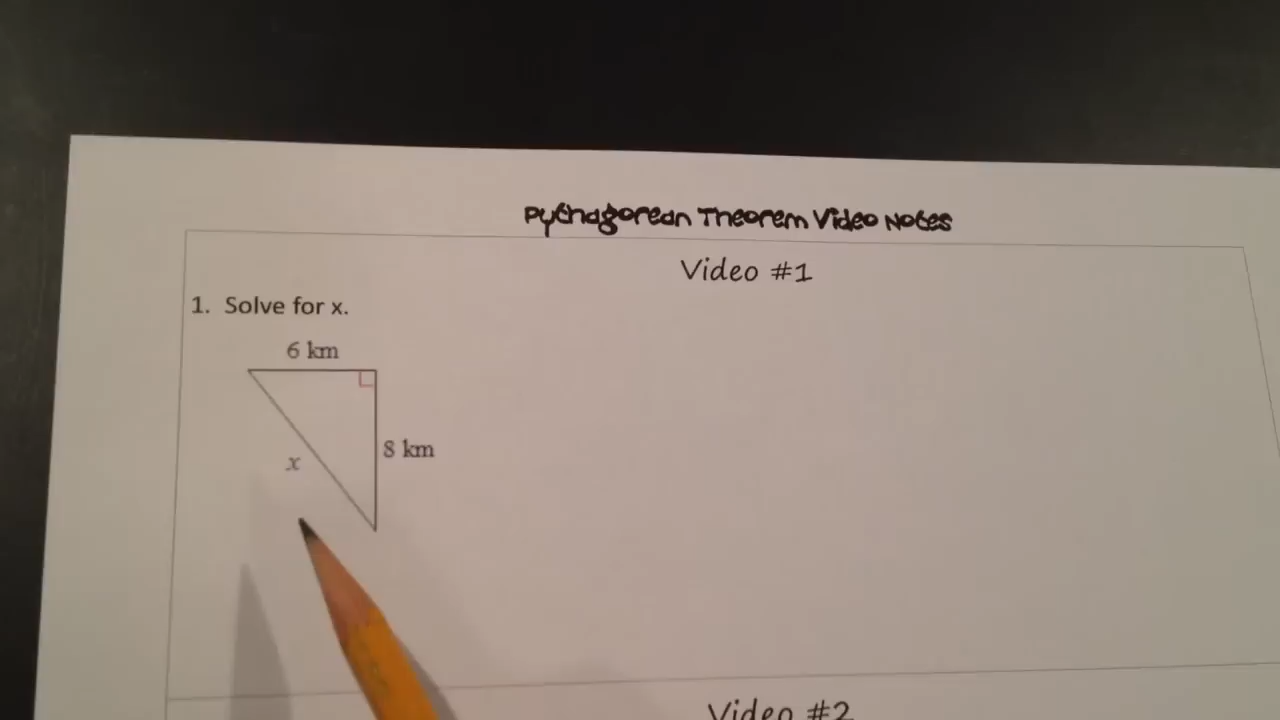 Pythagorean Theorem Video Notes
Video #1
1. Solve for x.
6 km
8 km
x
Video #2